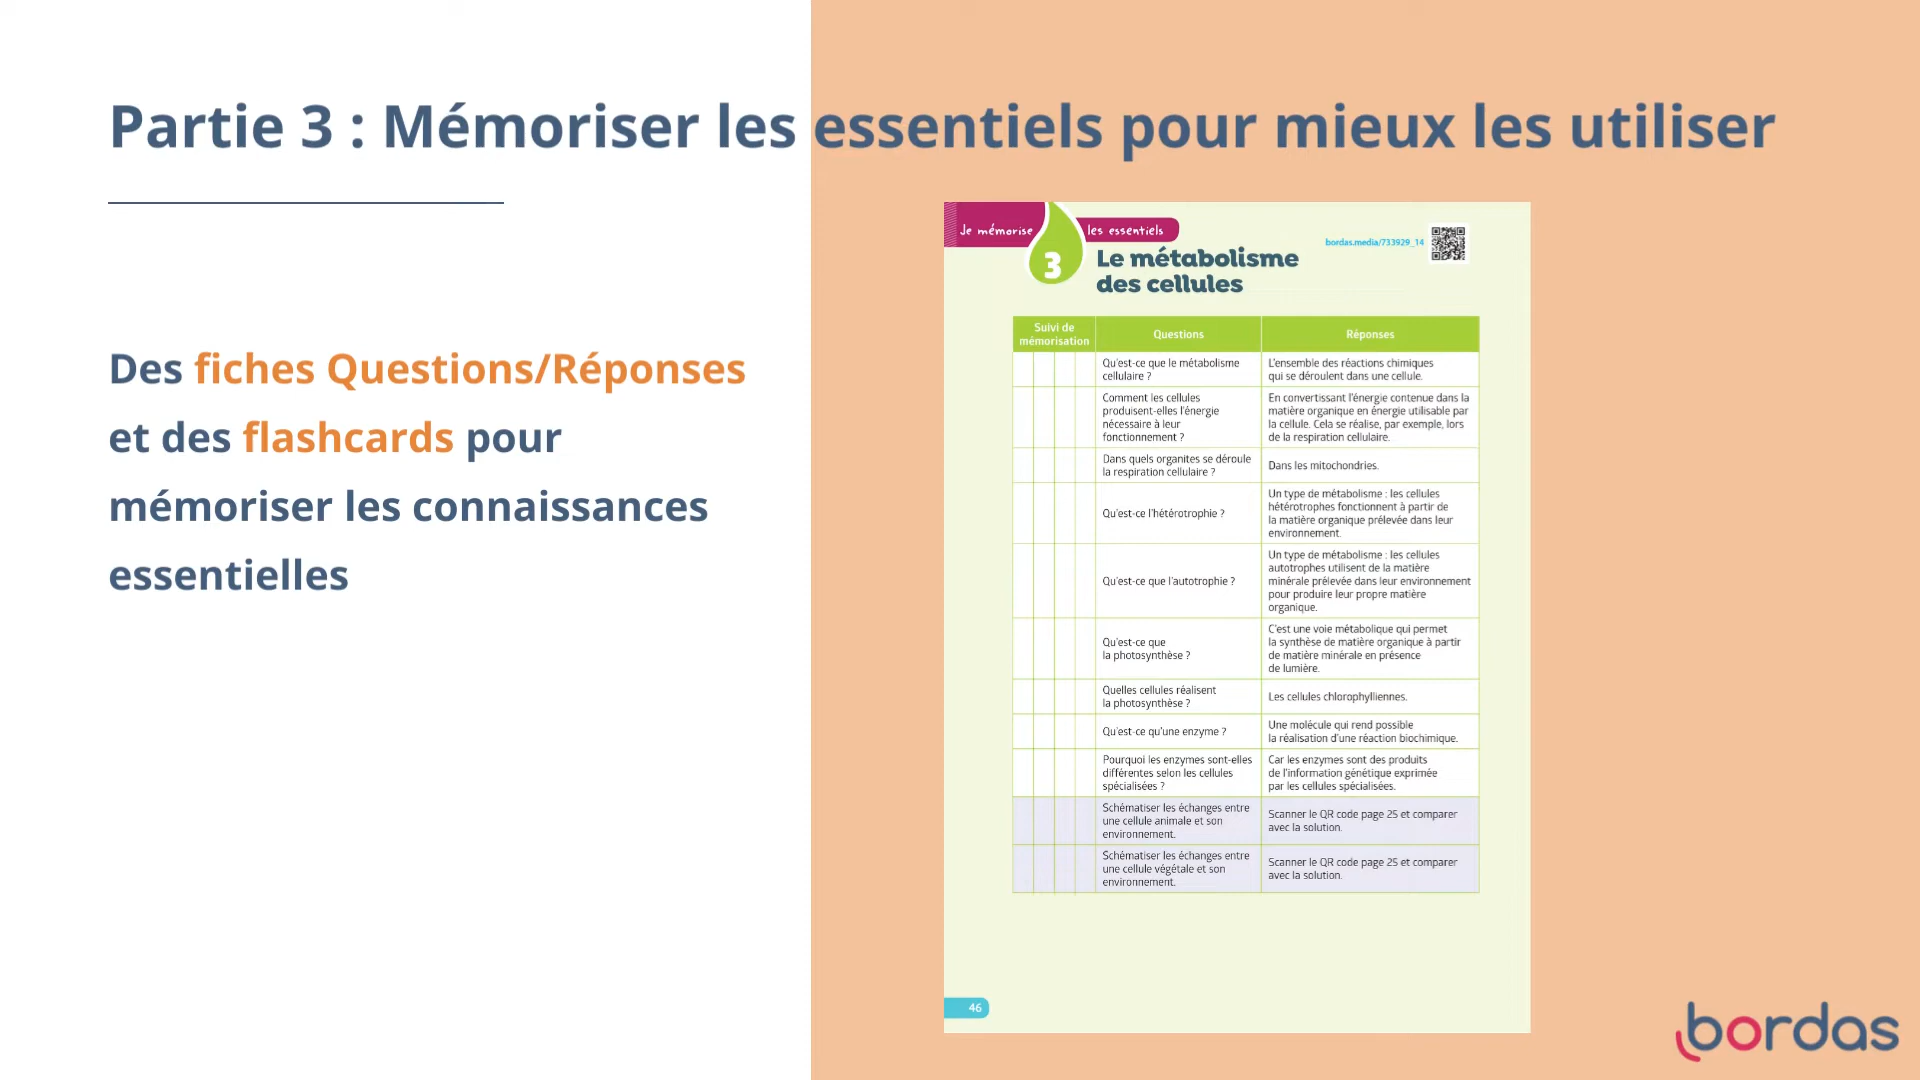 Partie 3 : Mémoriser les essentiels pour mieux les utiliser
Des fiches Questions/Réponses
et des flashcards pour
mémoriser les connaissances
essentielles
Je mémorise les essentiels
bordas.media/733929_14
3
Le métabolisme
des cellules
Suivi de
mémorisation
Questions
Réponses
Qu'est-ce que le métabolisme
cellulaire ?
L'ensemble des réactions chimiques
qui se déroulent dans une cellule.
Comment les cellules
produisent-elles l'énergie
nécessaire à leur
fonctionnement ?
En convertissant l'énergie contenue dans la
matière organique en énergie utilisable par
la cellule. Cela se réalise, par exemple, lors
de la respiration cellulaire.
Dans quels organites se déroule
la respiration cellulaire ?
Dans les mitochondries.
Qu'est-ce l'hétérotrophie ?
Un type de métabolisme : les cellules
hétérotrophes fonctionnent à partir de
la matière organique prélevée dans leur
environnement.
Qu'est-ce que l'autotrophie ?
Un type de métabolisme : les cellules
autotrophes utilisent de la matière
minérale prélevée dans leur environnement
pour produire leur propre matière
organique.
Qu'est-ce que
la photosynthèse ?
C'est une voie métabolique qui permet
la synthèse de matière organique à partir
de matière minérale en présence
de lumière.
Quelles cellules réalisent
la photosynthèse ?
Les cellules chlorophylliennes.
Qu'est-ce qu'une enzyme ?
Une molécule qui rend possible
la réalisation d'une réaction biochimique.
Pourquoi les enzymes sont-elles
différentes selon les cellules
spécialisées ?
Car les enzymes sont des produits
de l'information génétique exprimée
par les cellules spécialisées.
Schématiser les échanges entre
une cellule animale et son
environnement.
Scanner le QR code page 25 et comparer
avec la solution.
Schématiser les échanges entre
une cellule végétale et son
environnement.
Scanner le QR code page 25 et comparer
avec la solution.
46
bordas